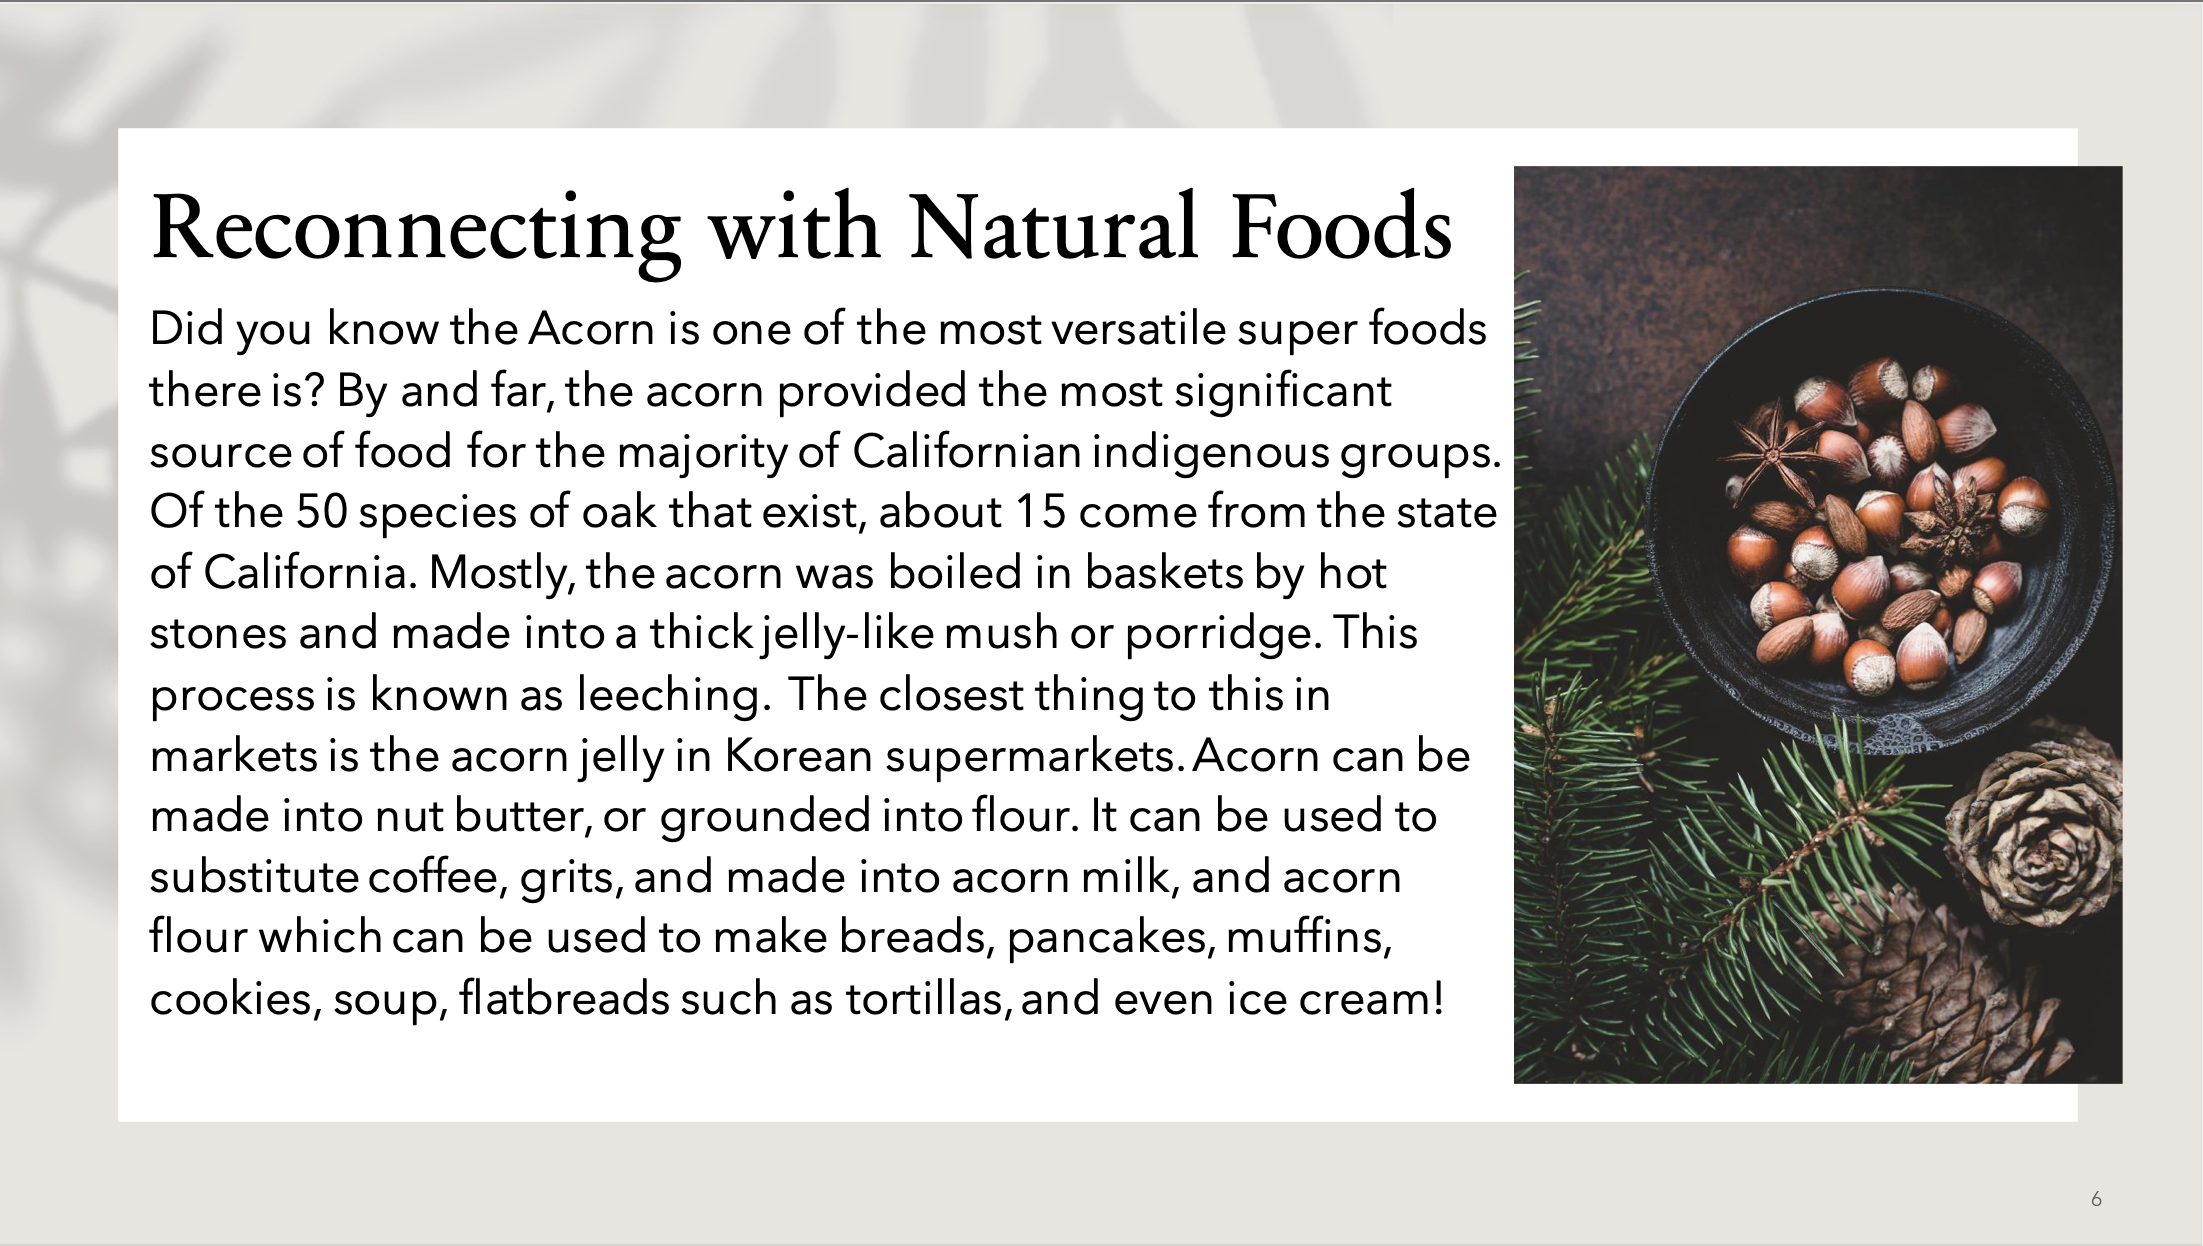 Reconnecting with Natural Foods
Did you know the Acorn is one of the most versatile super foods
there is? By and far, the acorn provided the most significant
source of food for the majority of Californian indigenous groups.
Of the 50 species of oak that exist, about 15 come from the state
of California. Mostly, the acorn was boiled in baskets by hot
stones and made into a thick jelly-like mush or porridge. This
process is known as leeching. The closest thing to this in
markets is the acorn jelly in Korean supermarkets. Acorn can be
made into nut butter, or grounded into flour. It can be used to
substitute coffee, grits, and made into acorn milk, and acorn
flour which can be used to make breads, pancakes, muffins,
cookies, soup, flatbreads such as tortillas, and even ice cream!
6